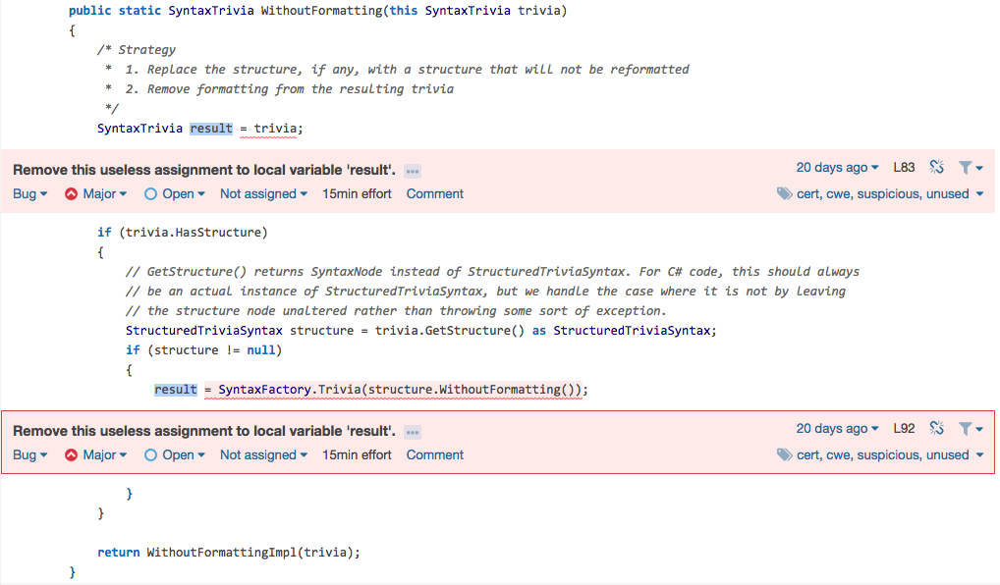 public static SyntaxTrivia WithoutFormatting(this SyntaxTrivia trivia)
{
/* Strategy
* 1. Replace the structure, if any, with a structure that will not be reformatted
* 2. Remove formatting from the resulting trivia
*/
SyntaxTrivia result = trivia;
Remove this useless assignment to local variable 'result'. ...
20 days ago L83
Bug Major Open Not assigned 15min effort Comment
cert, cwe, suspicious, unused
if (trivia.HasStructure)
{
// GetStructure() returns SyntaxNode instead of StructuredTriviaSyntax. For C# code, this should always
// be an actual instance of StructuredTriviaSyntax, but we handle the case where it is not by leaving
// the structure node unaltered rather than throwing some sort of exception.
StructuredTriviaSyntax structure = trivia.GetStructure() as StructuredTriviaSyntax;
if (structure != null)
{
result = SyntaxFactory.Trivia(structure.WithoutFormatting());
Remove this useless assignment to local variable 'result'. ...
20 days ago L92
Bug Major Open Not assigned 15min effort Comment
cert, cwe, suspicious, unused
}
}
return WithoutFormattingImpl(trivia);
}